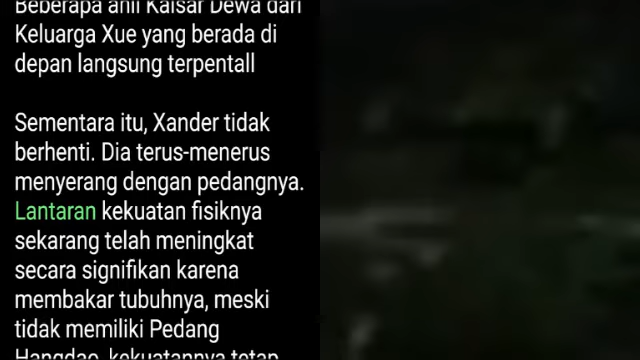 Beberapa ahli Kaisar Dewa dari
Keluarga Xue yang berada di
depan langsung terpentall
Sementara itu, Xander tidak
berhenti. Dia terus-menerus
menyerang dengan pedangnya.
Lantaran kekuatan fisiknya
sekarang telah meningkat
secara signifikan karena
membakar tubuhnya, meski
tidak memiliki Pedang
Hangdao, kekuatannya tetap